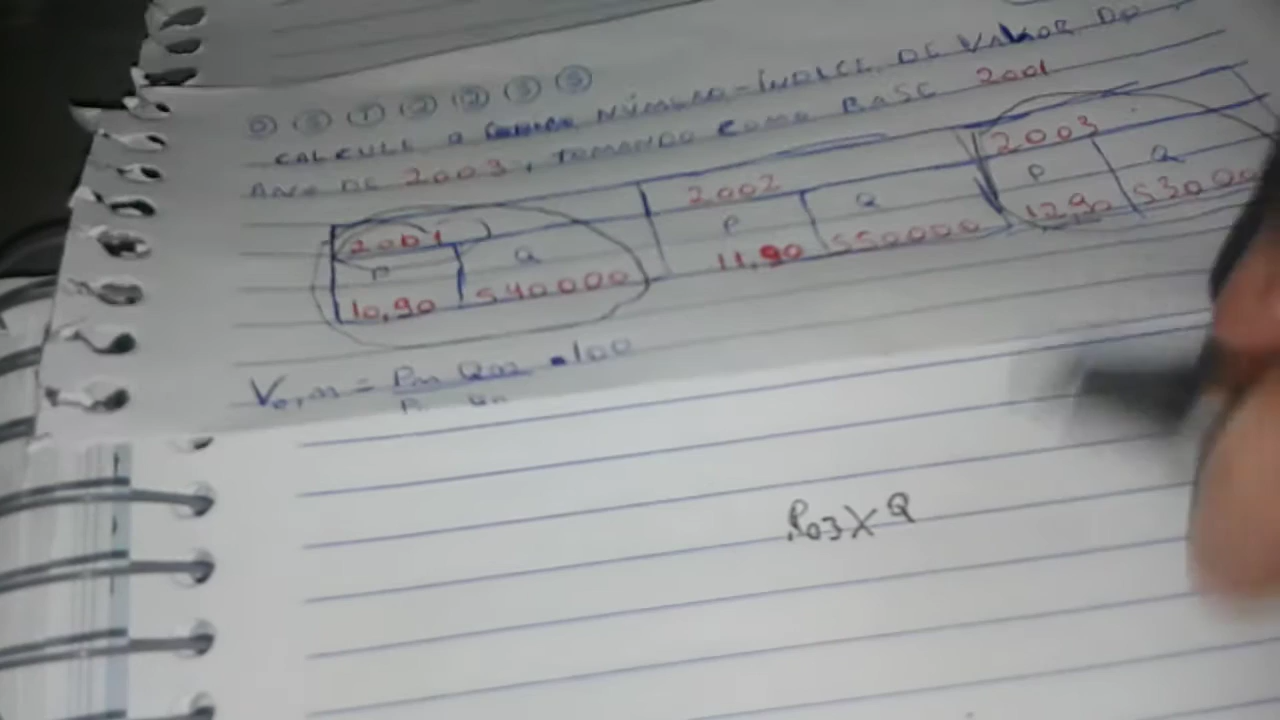 CALCULE O NÚMERO-ÍNDICE DE VALOR DO
ANO DE 2003, TOMANDO COMO BASE 2001
2001 2002 2003
P Q P Q P Q
10,90 540000 11,90 550000 12,90 530000
= 100
P03 X Q